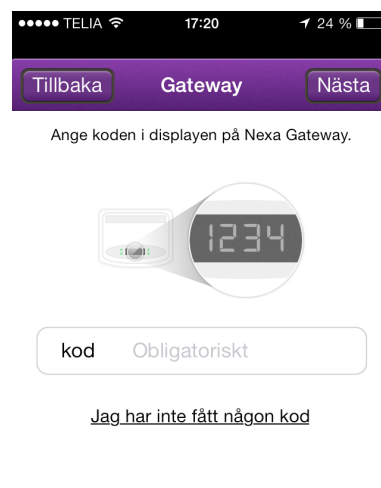 TELIA 17:20 24 %
Tillbaka Gateway Nästa
Ange koden i displayen på Nexa Gateway.
1234
kod Obligatoriskt
Jag har inte fått någon kod